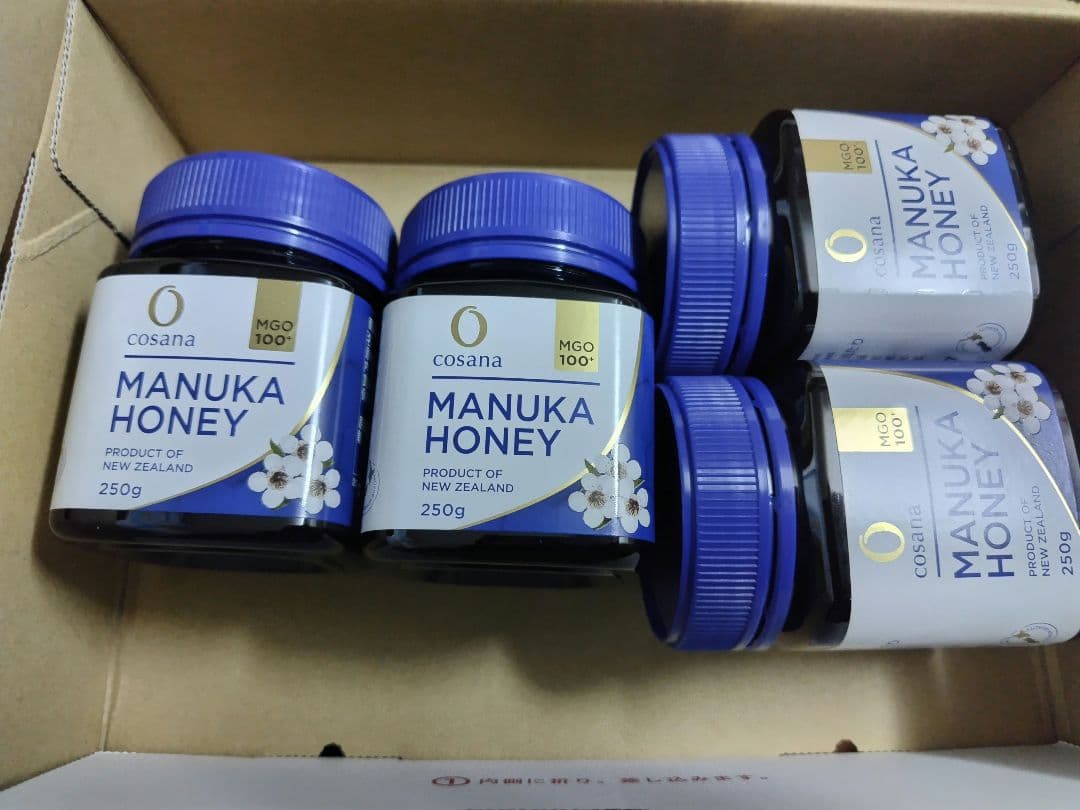 cosana
MGO
100+
MANUKA
HONEY
PRODUCT OF
NEW ZEALAND
250g
cosana
MGO
100+
MANUKA
HONEY
PRODUCT OF
NEW ZEALAND
250g
MGO
100+
cosana
MANUKA
HONEY
PRODUCT OF
NEW ZEALAND
250g
MGO
100+
cosana
MANUKA
HONEY
PRODUCT OF
NEW ZEALAND
250g
① 内側に折り、差し込みます。